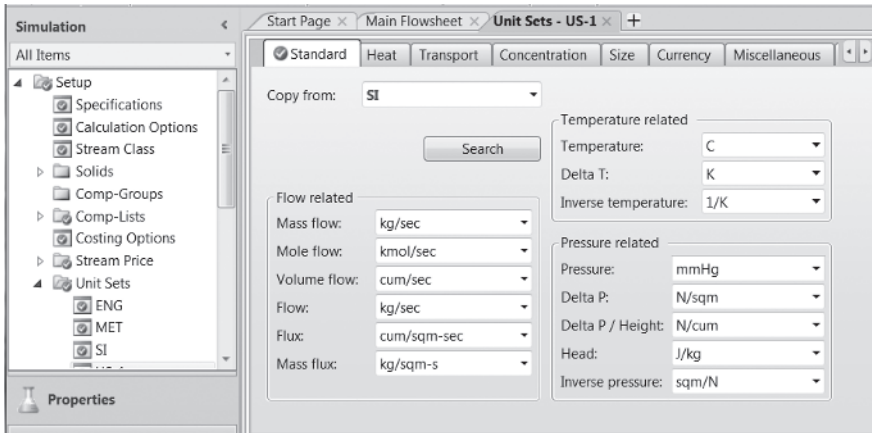 Simulation
All Items
Setup
Specifications
Calculation Options
Stream Class
Solids
Comp-Groups
Comp-Lists
Costing Options
Stream Price
Unit Sets
ENG
MET
SI
Properties
Start Page
Main Flowsheet
Unit Sets - US-1
Standard
Heat
Transport
Concentration
Size
Currency
Miscellaneous
Copy from: SI
Search
Flow related
Mass flow: kg/sec
Mole flow: kmol/sec
Volume flow: cum/sec
Flow: kg/sec
Flux: cum/sqm-sec
Mass flux: kg/sqm-s
Temperature related
Temperature: C
Delta T: K
Inverse temperature: 1/K
Pressure related
Pressure: mmHg
Delta P: N/sqm
Delta P / Height: N/cum
Head: J/kg
Inverse pressure: sqm/N